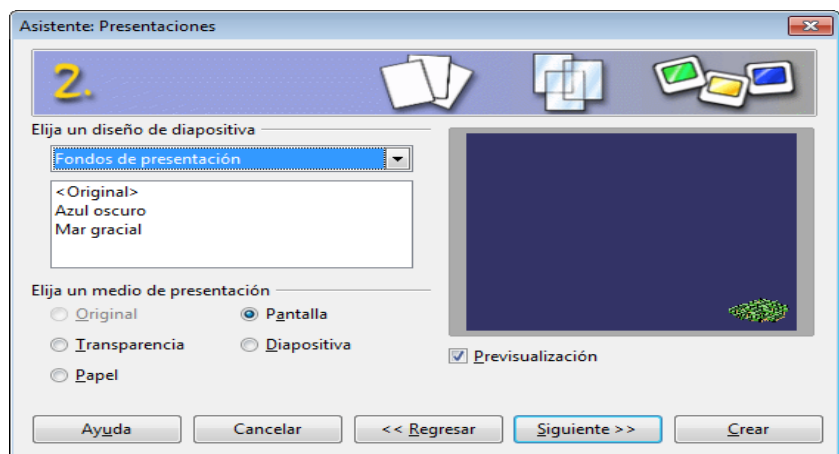 Asistente: Presentaciones
2.
Elija un diseño de diapositiva
Fondos de presentación
<Original>
Azul oscuro
Mar gracial
Elija un medio de presentación
Original
Pantalla
Transparencia
Diapositiva
Papel
Previsualización
Ayuda
Cancelar
<< Regresar
Siguiente >>
Crear